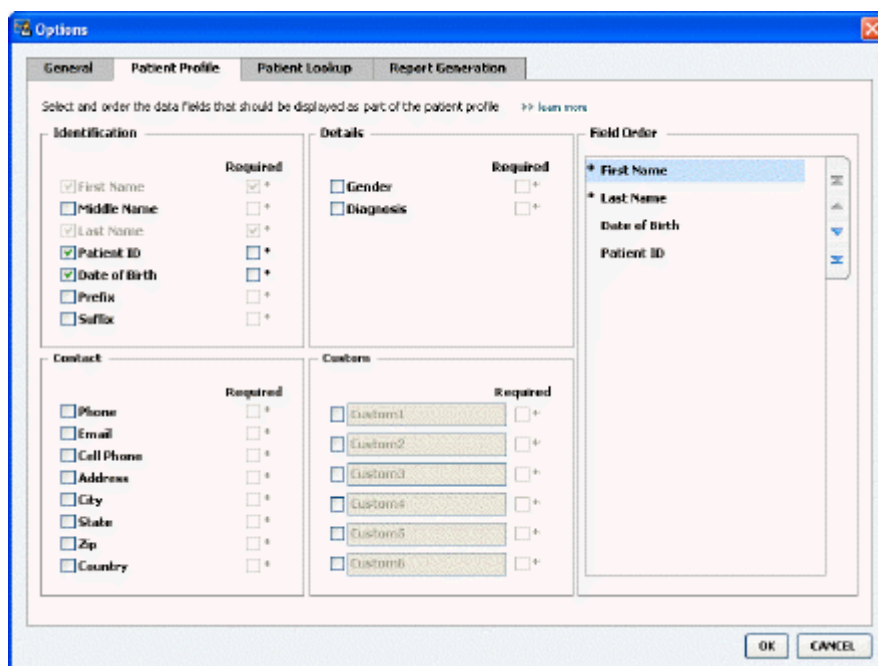 Options
General Patient Profile Patient Lookup Report Generation
Select and order the data fields that should be displayed as part of the patient profile >> learn more
Identification
Required
First Name *
Middle Name *
Last Name *
Patient ID *
Date of Birth *
Prefix *
Suffix *
Details
Required
Gender *
Diagnosis *
Field Order
* First Name
* Last Name
Date of Birth
Patient ID
Contact
Required
Phone *
Email *
Cell Phone *
Address *
City *
State *
Zip *
Country *
Custom
Required
Custom1 *
Custom2 *
Custom3 *
Custom4 *
Custom5 *
Custom6 *
OK CANCEL